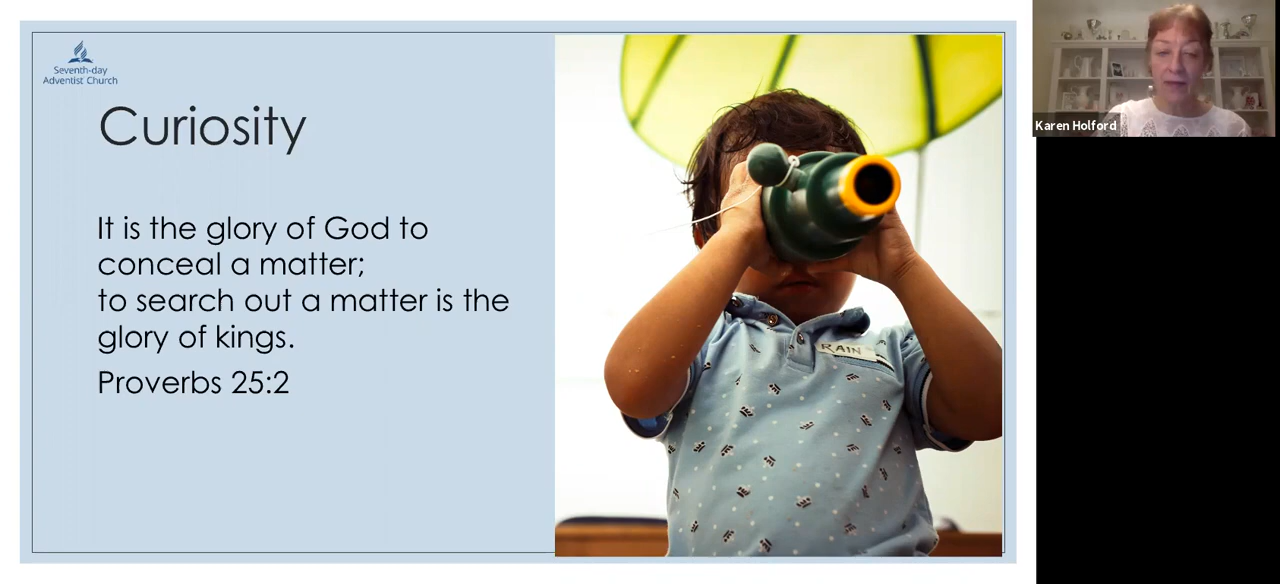 Seventh-day
Adventist Church
Curiosity
It is the glory of God to
conceal a matter;
to search out a matter is the
glory of kings.
Proverbs 25:2
RAIN
Karen Holford